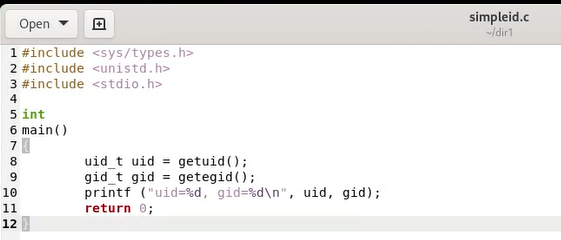 Open
simpleid.c
~/dir1
1 #include <sys/types.h>
2 #include <unistd.h>
3 #include <stdio.h>
4
5 int
6 main()
7 {
8         uid_t uid = getuid();
9         gid_t gid = getegid();
10         printf ("uid=%d, gid=%d\n", uid, gid);
11         return 0;
12 }